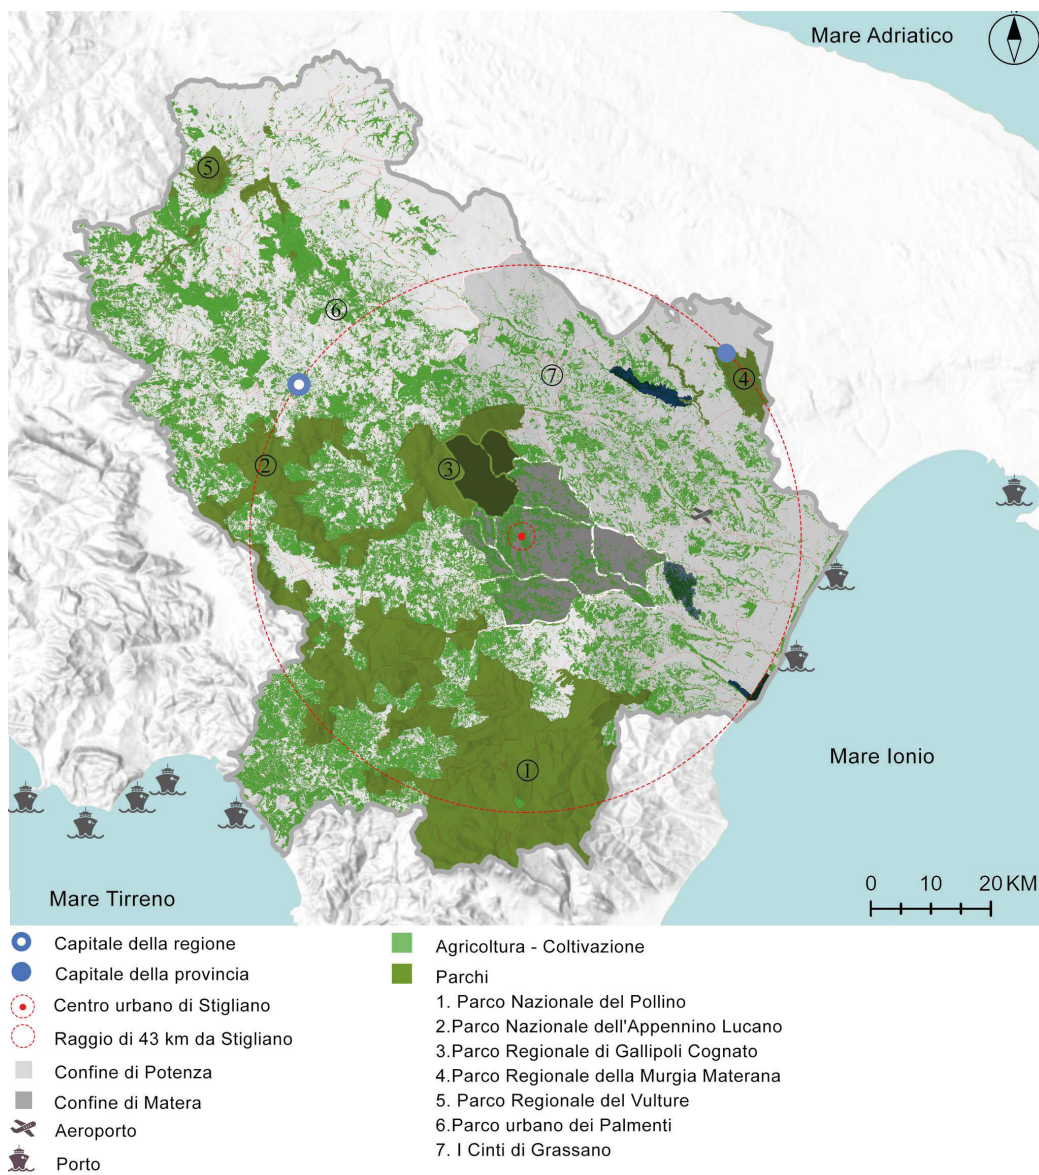 N
Mare Adriatico
5
6
7
4
2
3
1
Mare Ionio
Mare Tirreno
0 10 20 KM
Capitale della regione
Capitale della provincia
Centro urbano di Stigliano
Raggio di 43 km da Stigliano
Confine di Potenza
Confine di Matera
Aeroporto
Porto
Agricoltura - Coltivazione
Parchi
1. Parco Nazionale del Pollino
2.Parco Nazionale dell'Appennino Lucano
3.Parco Regionale di Gallipoli Cognato
4.Parco Regionale della Murgia Materana
5. Parco Regionale del Vulture
6.Parco urbano dei Palmenti
7. I Cinti di Grassano